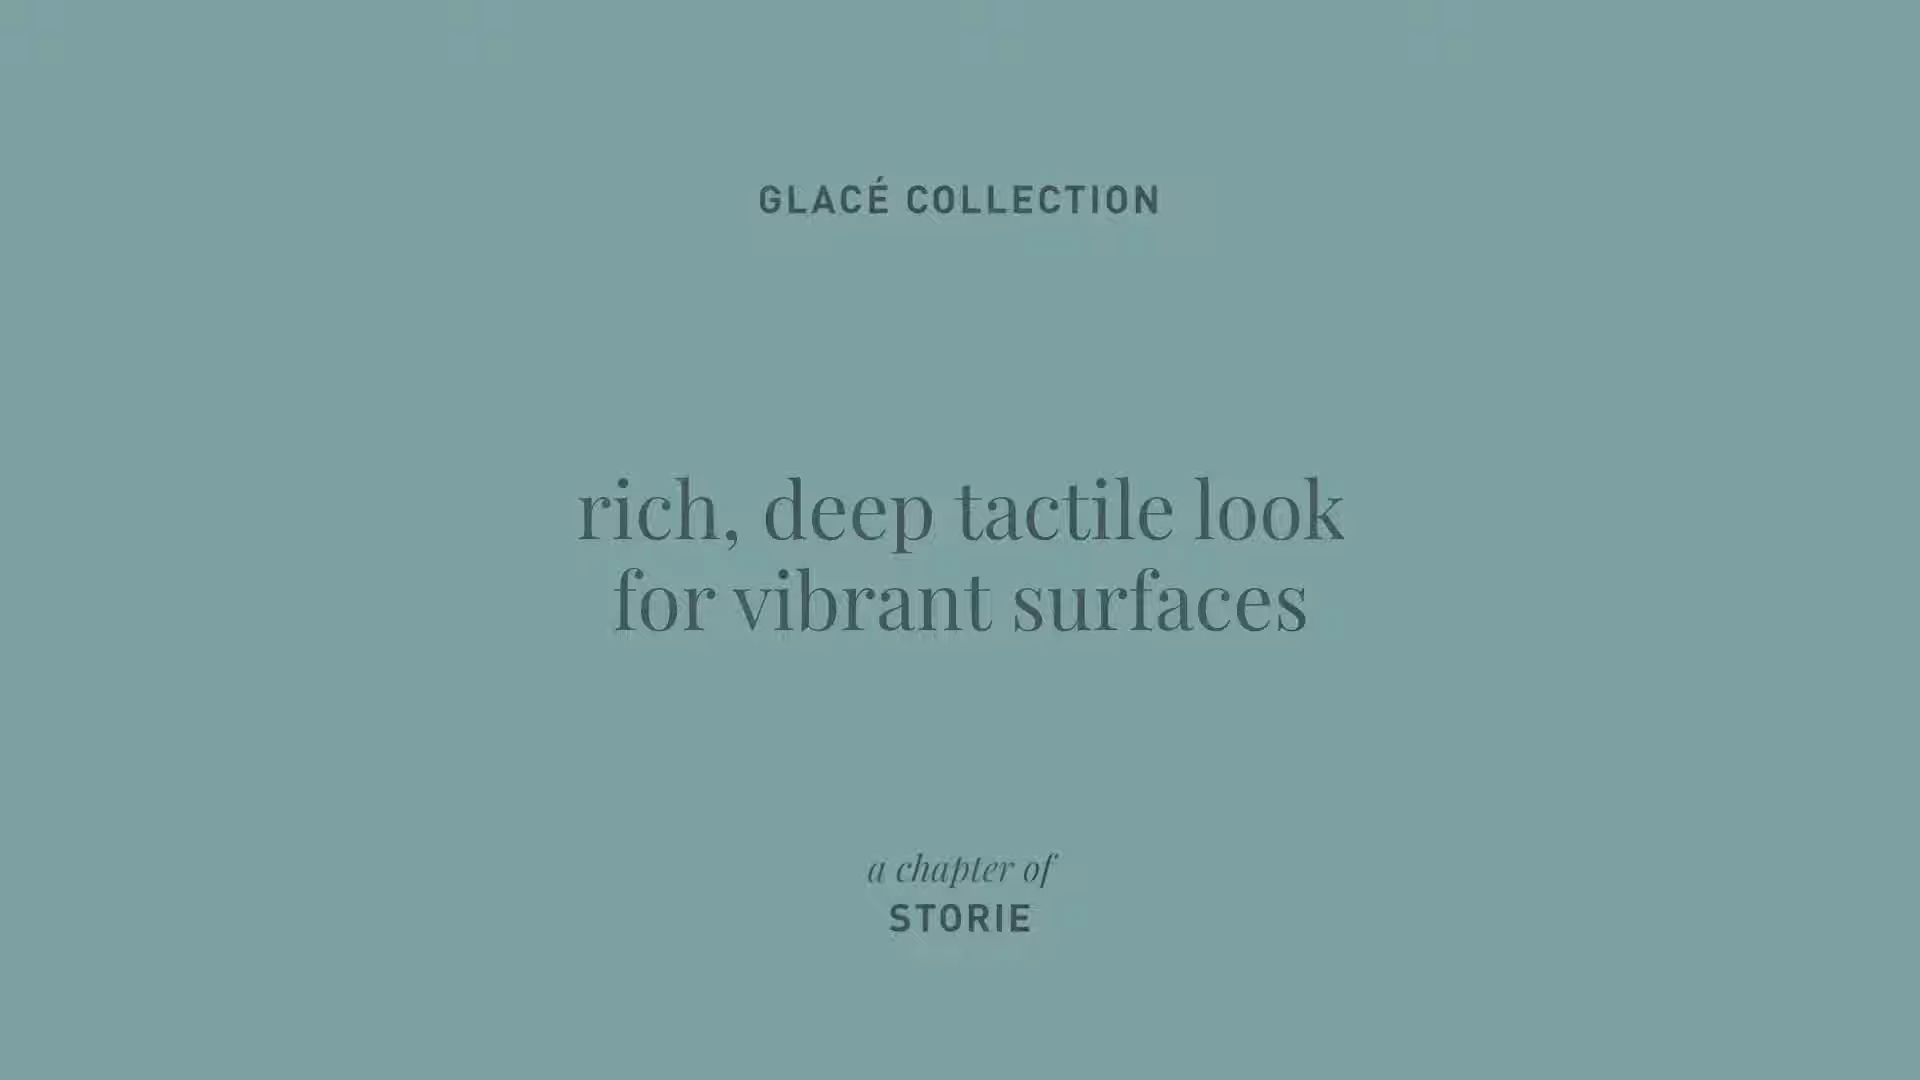 GLACÉ COLLECTION
rich, deep tactile look
for vibrant surfaces
a chapter of
STORIE